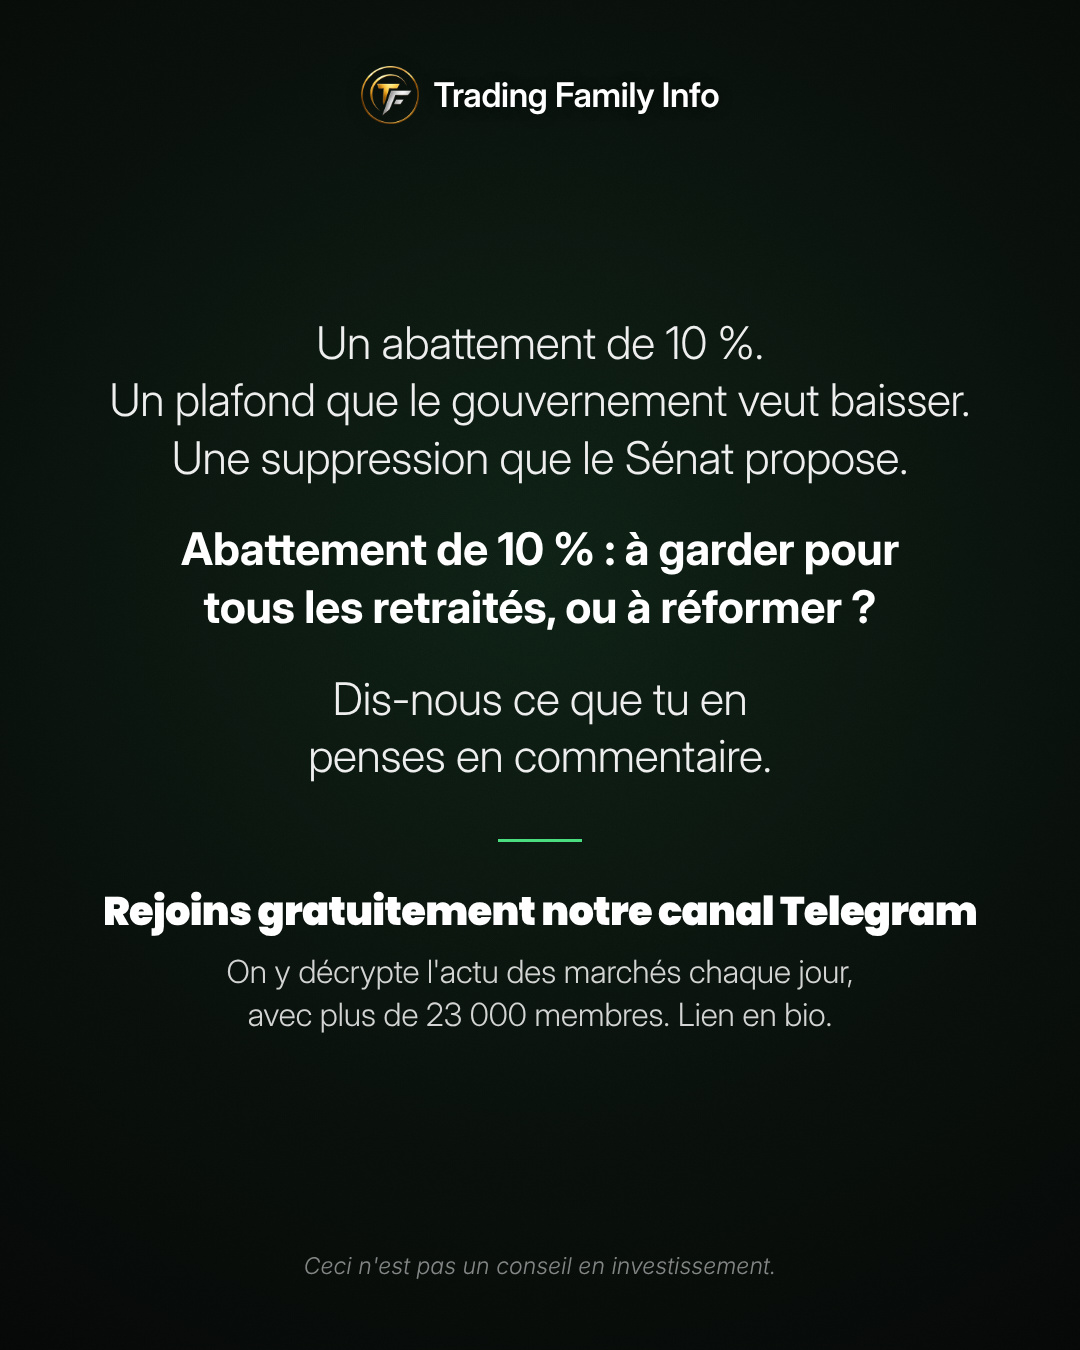 TF Trading Family Info
Un abattement de 10 %.
Un plafond que le gouvernement veut baisser.
Une suppression que le Sénat propose.
Abattement de 10 % : à garder pour
tous les retraités, ou à réformer ?
Dis-nous ce que tu en
penses en commentaire.
Rejoins gratuitement notre canal Telegram
On y décrypte l'actu des marchés chaque jour,
avec plus de 23 000 membres. Lien en bio.
Ceci n'est pas un conseil en investissement.